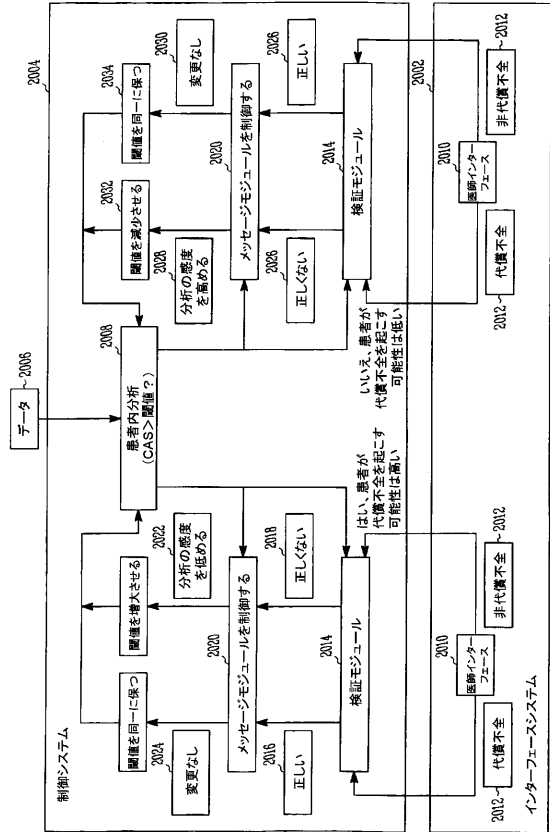 データ
2006
2004
制御システム
2008
患者内分析
(CAS>閾値?)
閾値を同一に保つ
閾値を増大させる
2032
閾値を減少させる
2034
閾値を同一に保つ
2024
変更なし
2022
分析の感度
を低める
2028
分析の感度
を高める
2030
変更なし
2020
メッセージモジュールを制御する
2020
メッセージモジュールを制御する
2016
正しい
2018
正しくない
2026
正しくない
2026
正しい
2014
検証モジュール
2014
検証モジュール
はい、患者が
代償不全を起こす
可能性は高い
いいえ、患者が
代償不全を起こす
可能性は低い
2002
2012
代償不全
2010
医師インター
フェース
2012
非代償不全
2012
代償不全
2010
医師インター
フェース
2012
非代償不全
インターフェースシステム